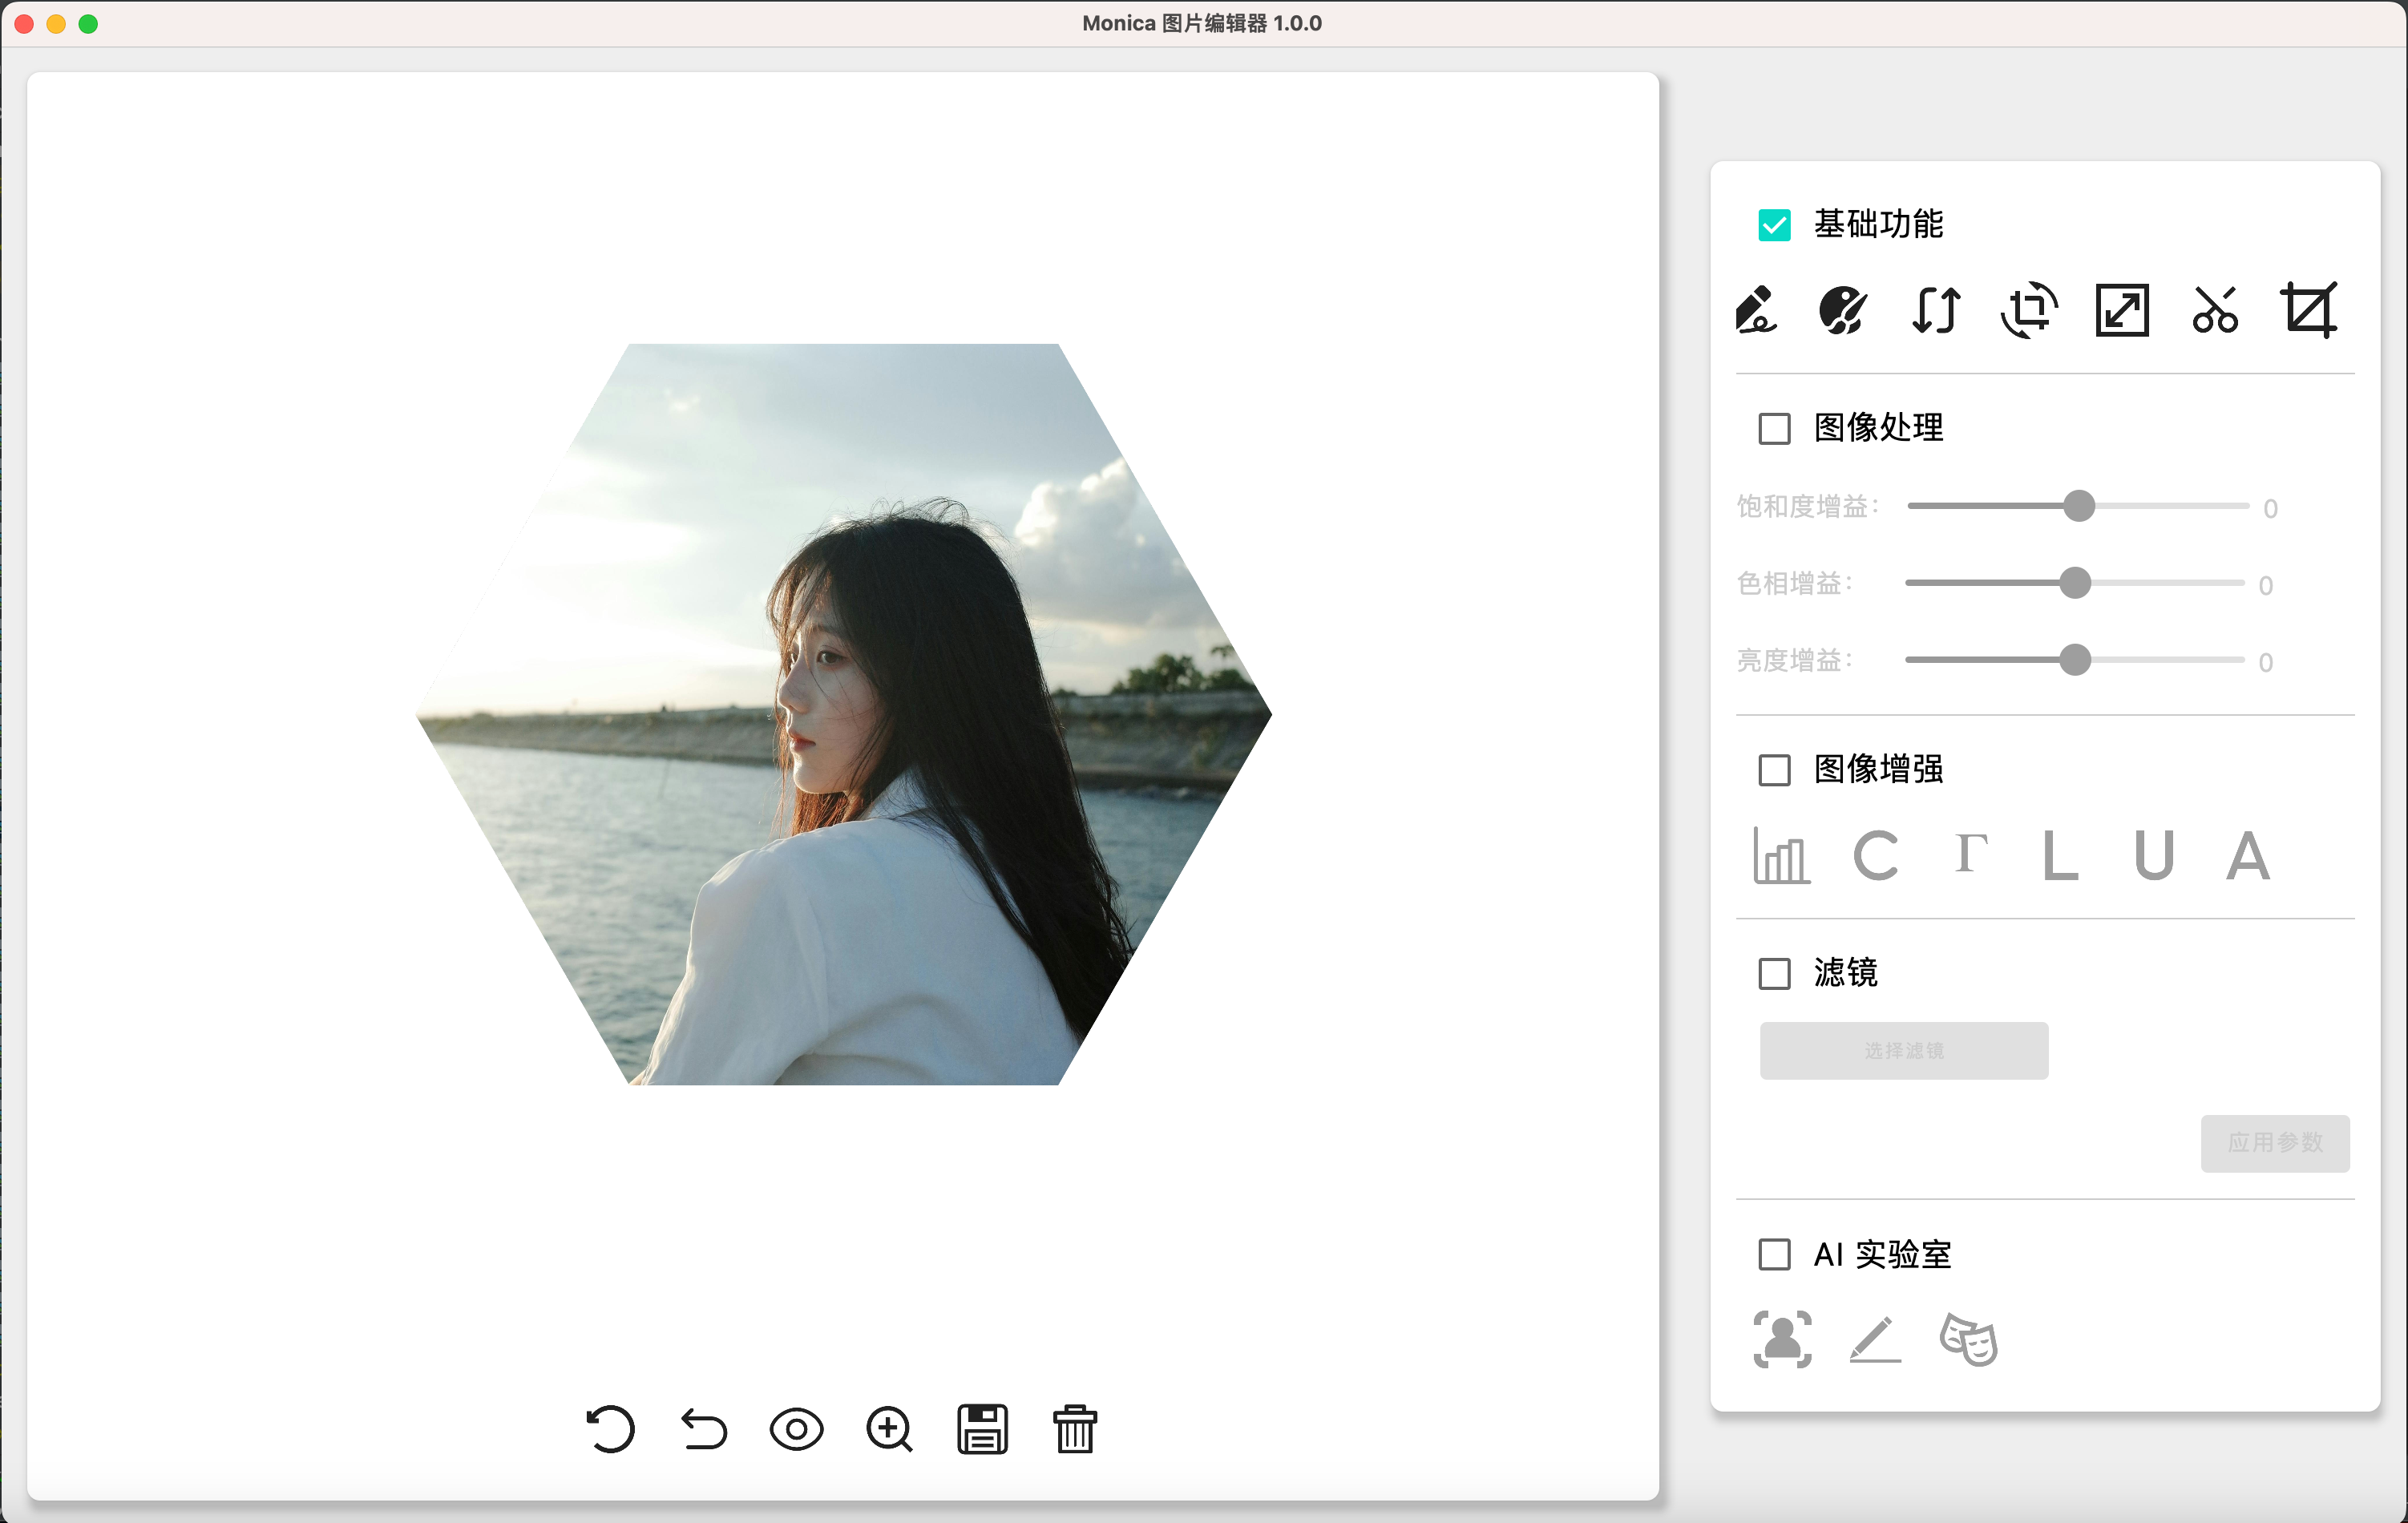 Monica 图片编辑器 1.0.0
基础功能
图像处理
饱和度增益: 0
色相增益: 0
亮度增益: 0
图像增强
C Γ L U A
滤镜
选择滤镜
应用参数
AI 实验室